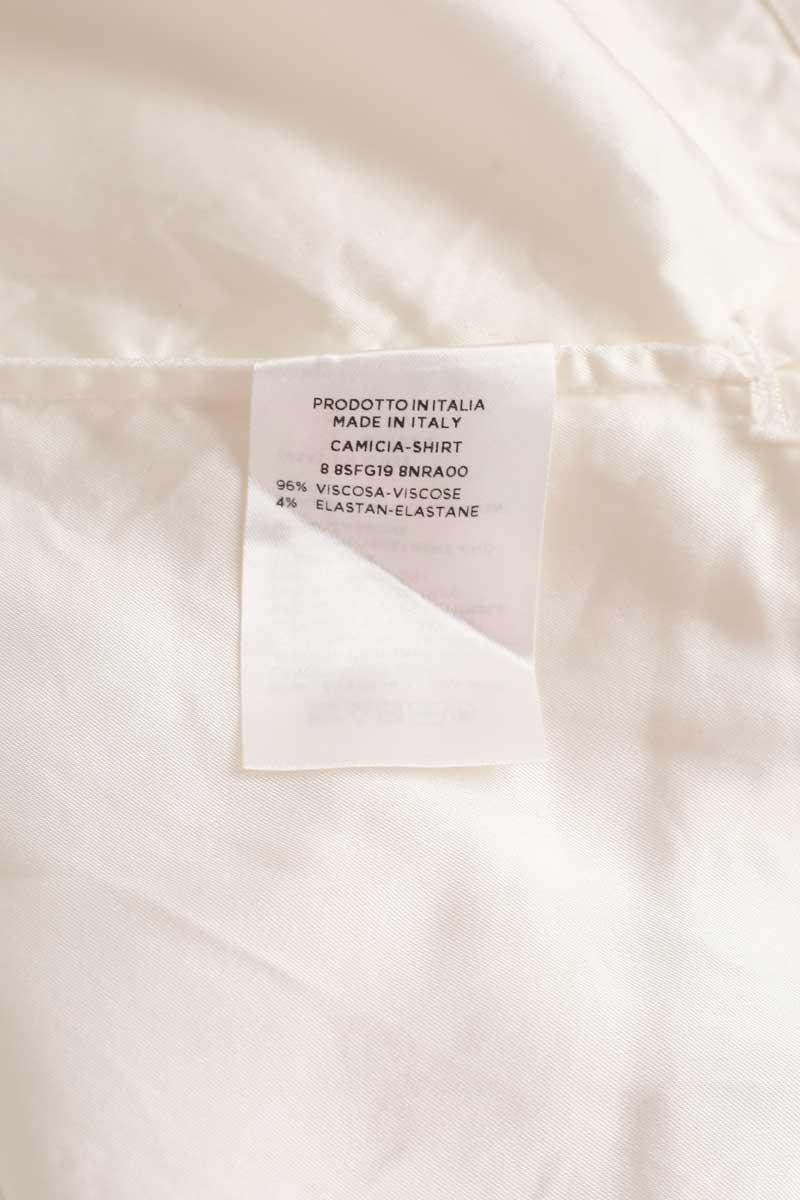 PRODOTTO IN ITALIA
MADE IN ITALY
CAMICIA-SHIRT
8 8SFG19 8NRA00
96% VISCOSA-VISCOSE
4% ELASTAN-ELASTANE